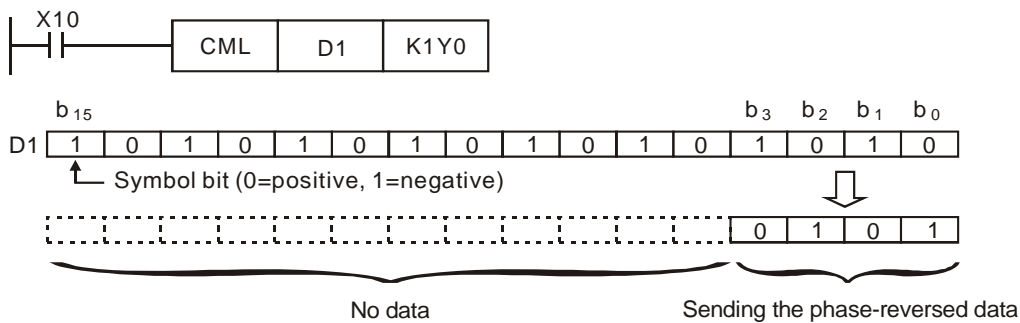 X10
CML D1 K1Y0
b15 b3 b2 b1 b0
D1 1 0 1 0 1 0 1 0 1 0 1 0 1 0 1 0
Symbol bit (0=positive, 1=negative)
0 1 0 1
No data Sending the phase-reversed data